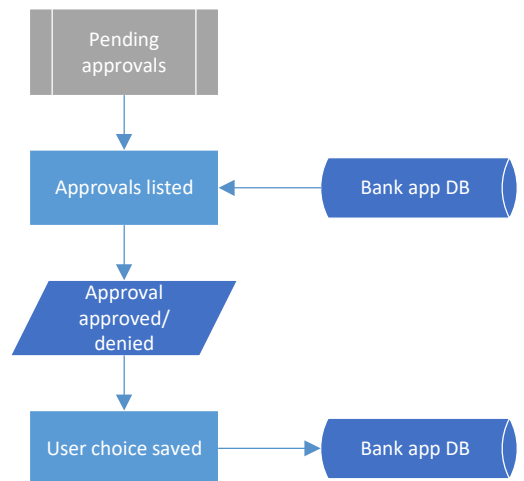 Pending
approvals
Approvals listed
Bank app DB
Approval
approved/
denied
User choice saved
Bank app DB